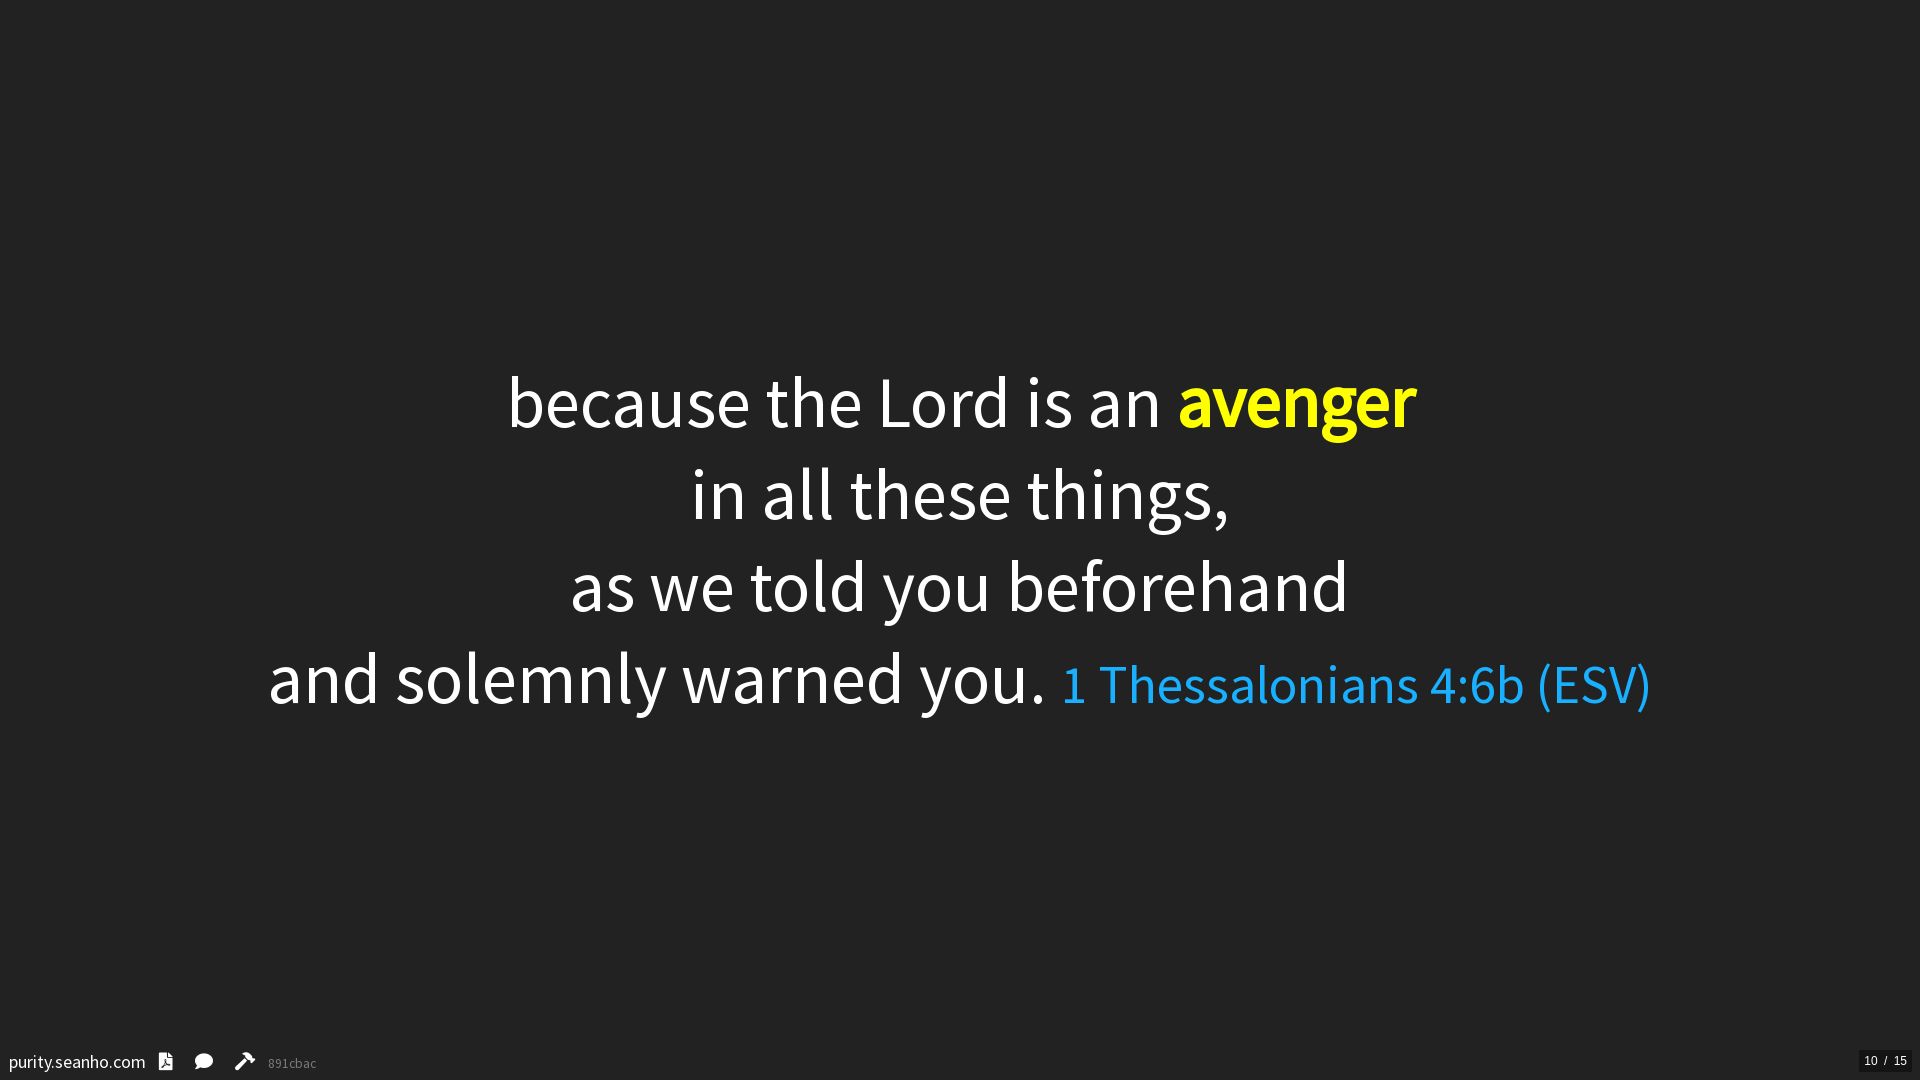 because the Lord is an avenger
in all these things,
as we told you beforehand
and solemnly warned you. 1 Thessalonians 4:6b (ESV)
purity.seanho.com 891cbac
10 / 15